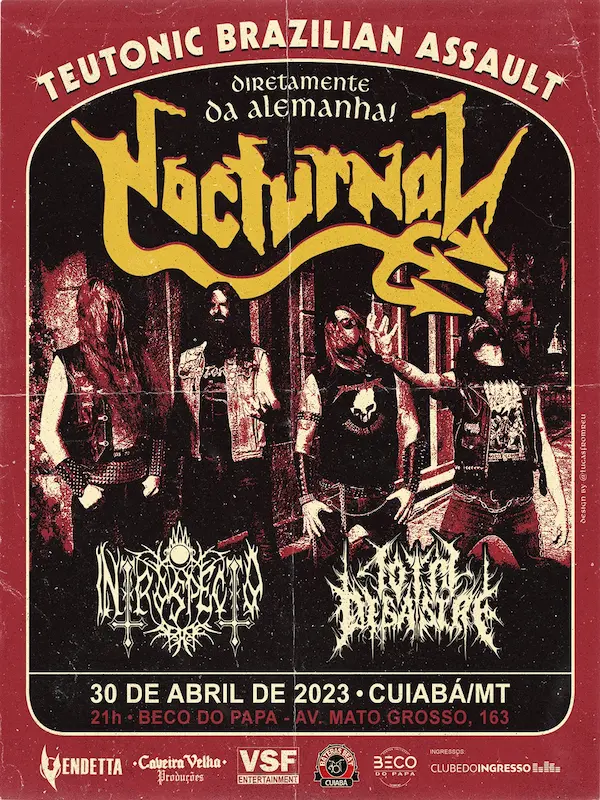 TEUTONIC BRAZILIAN ASSAULT
DIRETAMENTE
DA ALEMANHA!
NOCTURNAL
INTROSPECTO
TOTAL
DISASTRE
30 DE ABRIL DE 2023 • CUIABÁ/MT
21h • BECO DO PAPA - AV. MATO GROSSO, 163
DESIGN BY @LUCASFROMREU
VENDETTA
• Caveira Velha •
Produções
VSF
ENTERTAINMENT
CUIABÁ
BECO
DO PAPA
INGRESSOS:
CLUBEDOINGRESSO